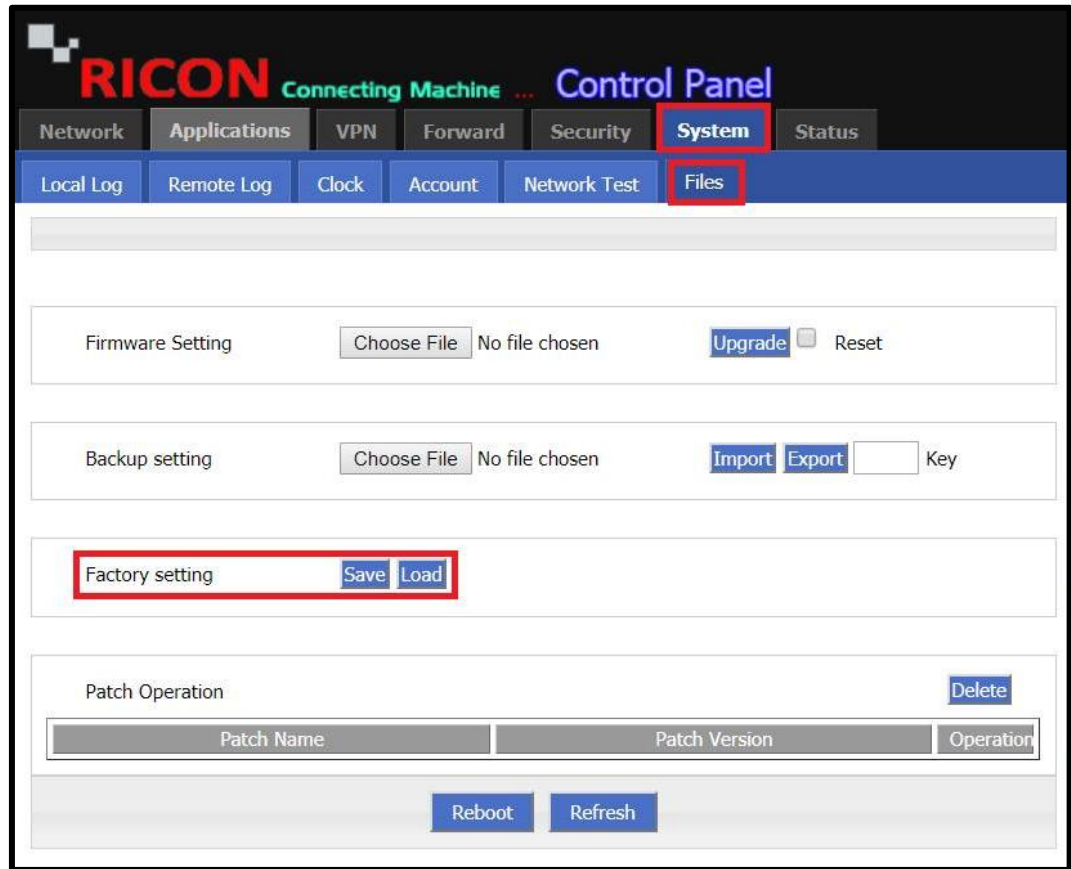 RICON Connecting Machine ... Control Panel
Network Applications VPN Forward Security System Status
Local Log Remote Log Clock Account Network Test Files
Firmware Setting Choose File No file chosen Upgrade Reset
Backup setting Choose File No file chosen Import Export Key
Factory setting Save Load
Patch Operation Delete
Patch Name Patch Version Operation
Reboot Refresh